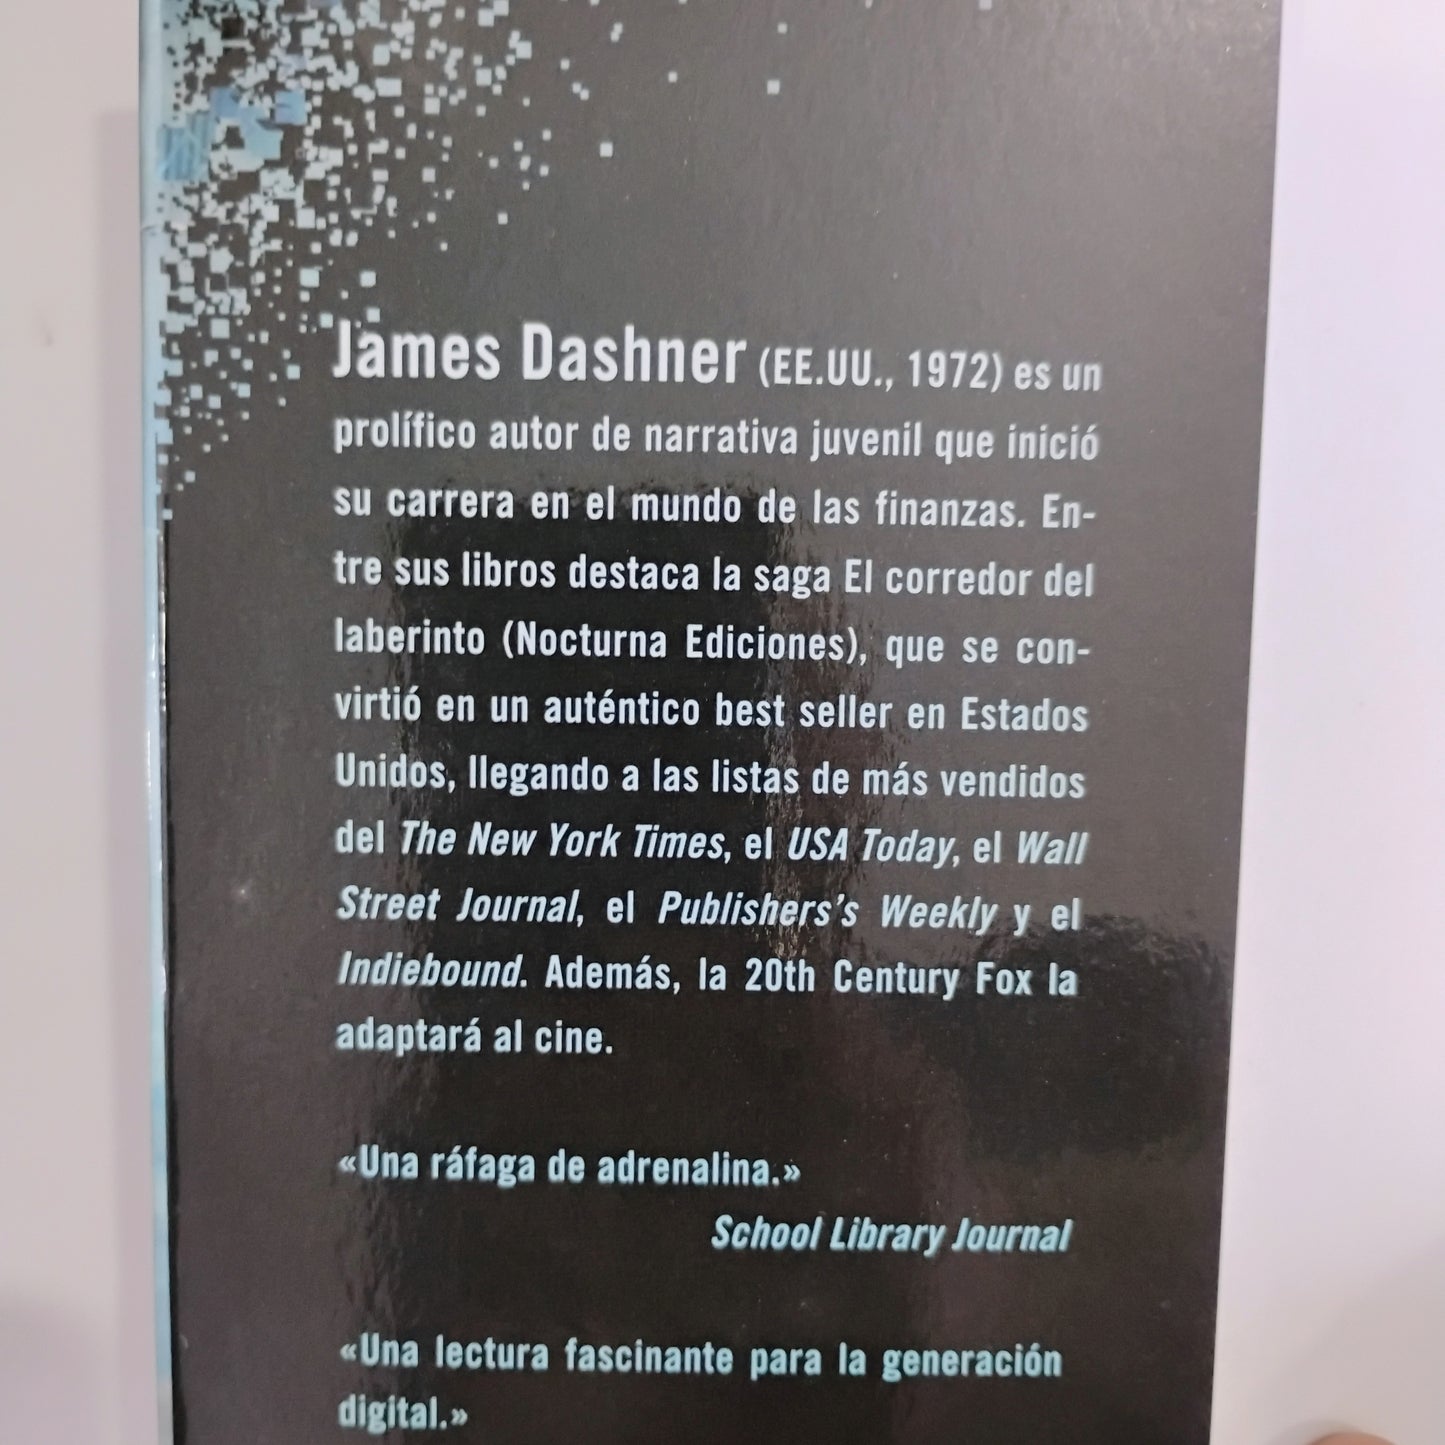 James Dashner (EE.UU., 1972) es un
prolífico autor de narrativa juvenil que inició
su carrera en el mundo de las finanzas. En-
tre sus libros destaca la saga El corredor del
laberinto (Nocturna Ediciones), que se con-
virtió en un auténtico best seller en Estados
Unidos, llegando a las listas de más vendidos
del The New York Times, el USA Today, el Wall
Street Journal, el Publishers's Weekly y el
Indiebound. Además, la 20th Century Fox la
adaptará al cine.
«Una ráfaga de adrenalina.»
School Library Journal
«Una lectura fascinante para la generación
digital.»